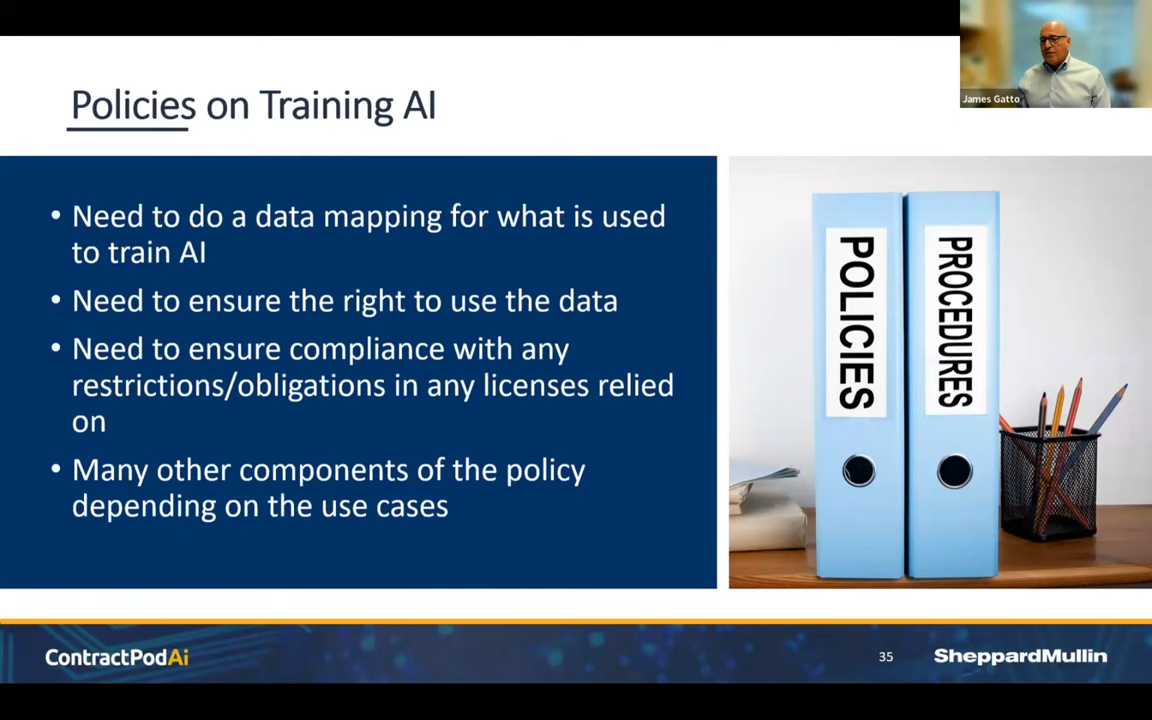 James Gatto
Policies on Training AI
• Need to do a data mapping for what is used
to train AI
• Need to ensure the right to use the data
• Need to ensure compliance with any
restrictions/obligations in any licenses relied
on
• Many other components of the policy
depending on the use cases
POLICIES
PROCEDURES
ContractPodAi
35
SheppardMullin